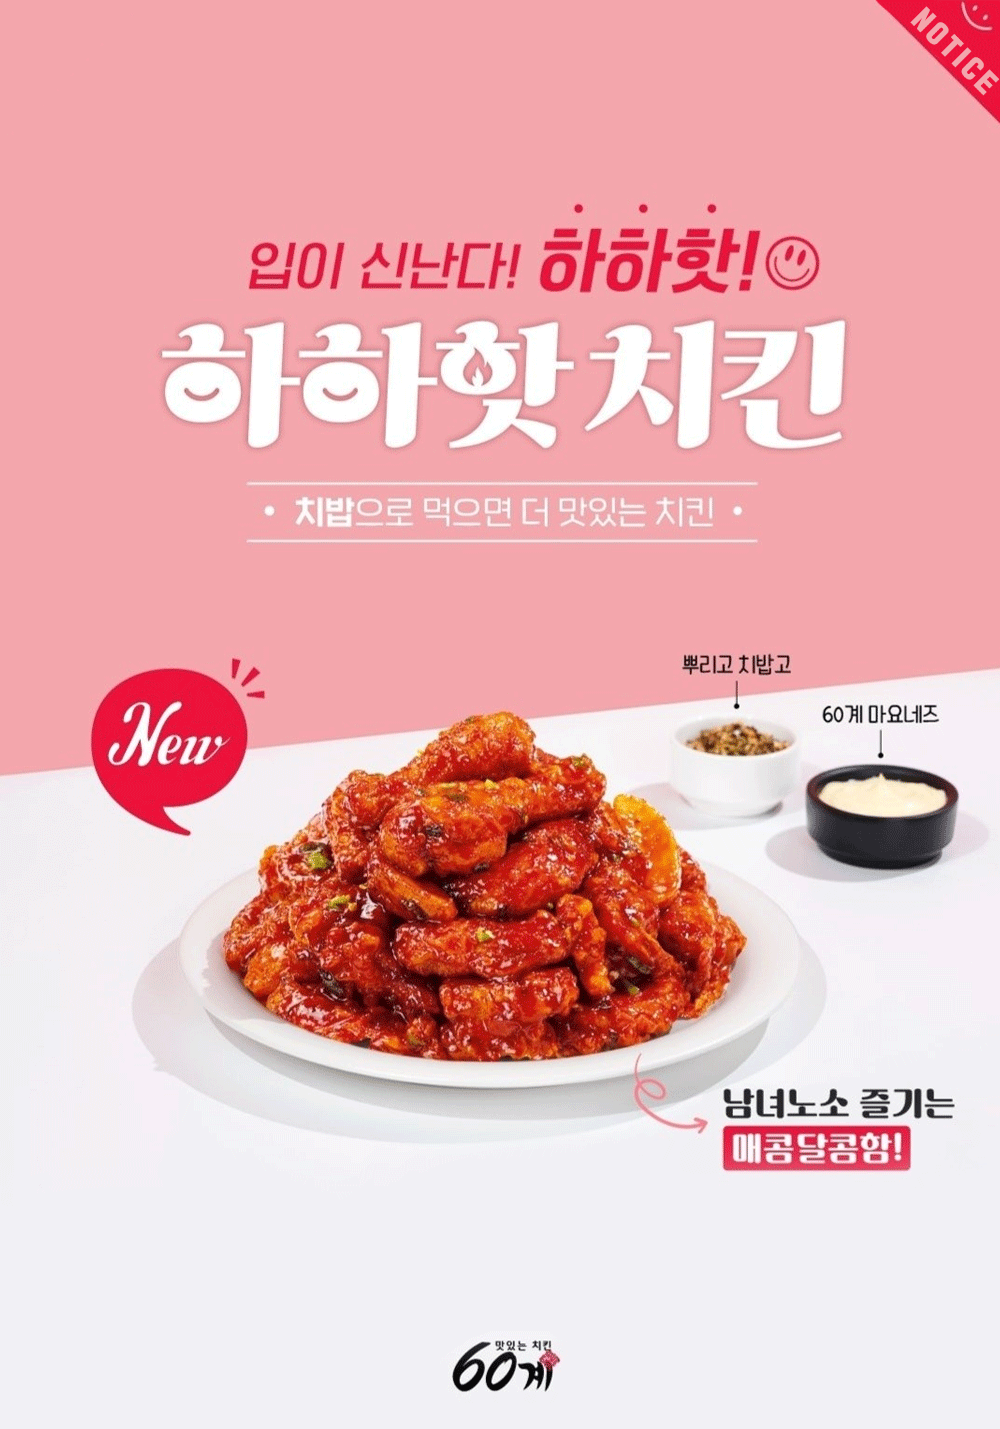 NOTICE
입이 신난다! 하하핫!
하하핫 치킨
• 치밥으로 먹으면 더 맛있는 치킨 •
New
뿌리고 치밥고
60계 마요네즈
남녀노소 즐기는
매콤달콤함!
맛있는 치킨
60계